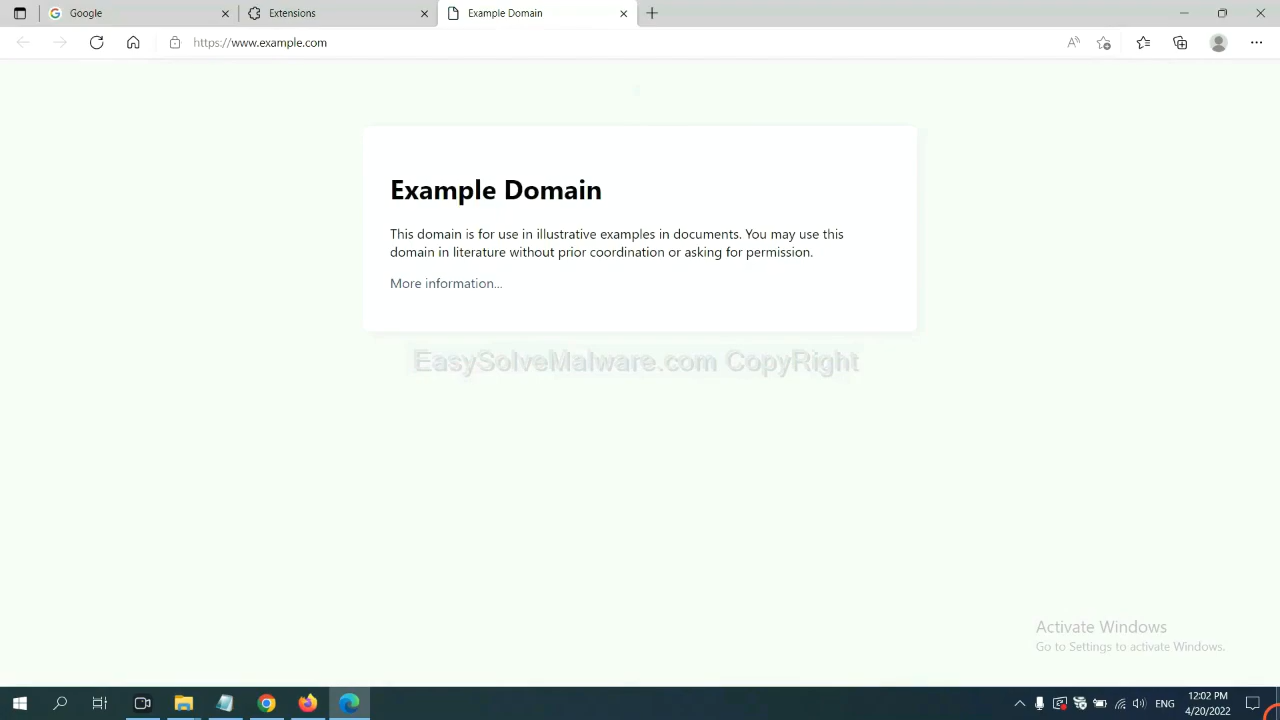 Google
Extensions
Example Domain
https://www.example.com
Example Domain
This domain is for use in illustrative examples in documents. You may use this
domain in literature without prior coordination or asking for permission.
More information...
EasySolveMalware.com CopyRight
Activate Windows
Go to Settings to activate Windows.
ENG
12:02 PM
4/20/2022